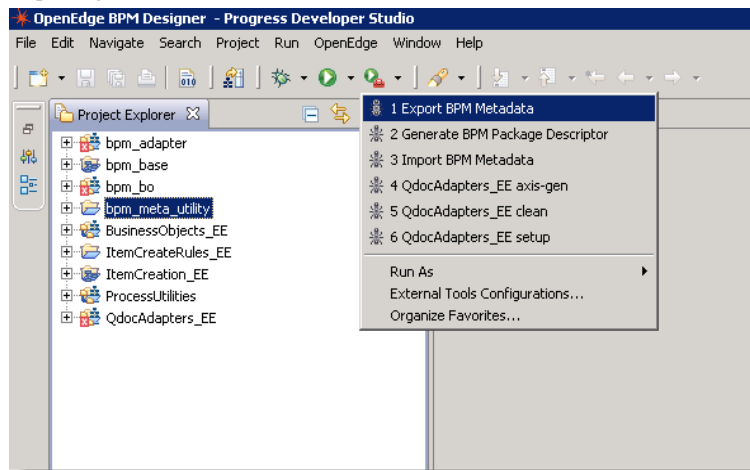 OpenEdge BPM Designer - Progress Developer Studio
File Edit Navigate Search Project Run OpenEdge Window Help
Project Explorer
bpm_adapter
bpm_base
bpm_bo
bpm_meta_utility
BusinessObjects_EE
ItemCreateRules_EE
ItemCreation_EE
ProcessUtilities
QdocAdapters_EE
1 Export BPM Metadata
2 Generate BPM Package Descriptor
3 Import BPM Metadata
4 QdocAdapters_EE axis-gen
5 QdocAdapters_EE clean
6 QdocAdapters_EE setup
Run As
External Tools Configurations...
Organize Favorites...